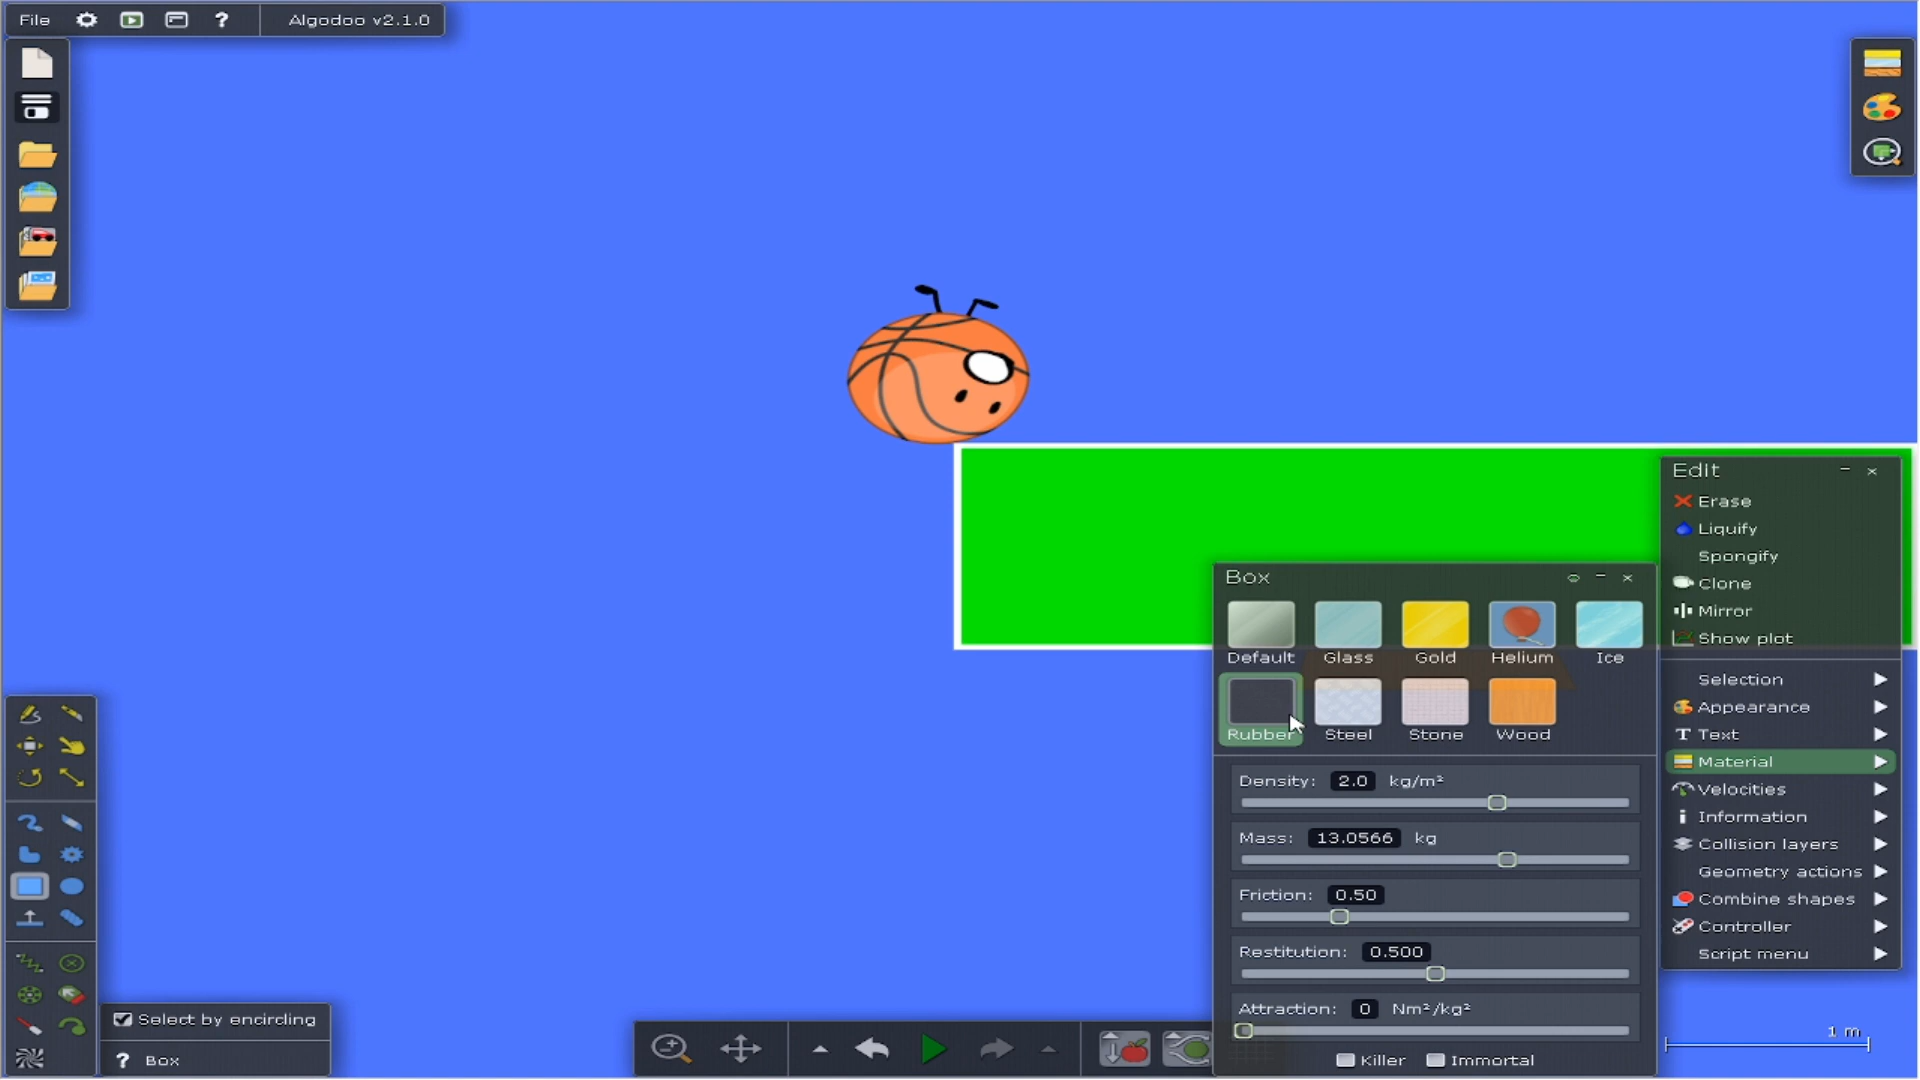 File
Algodoo v2.1.0
?
Edit
Erase
Liquify
Spongify
Clone
Mirror
Show plot
Selection
Appearance
T Text
Material
Velocities
i Information
Collision layers
Geometry actions
Combine shapes
Controller
Script menu
Box
Default Glass Gold Helium Ice
Rubber Steel Stone Wood
Density: 2.0 kg/m²
Mass: 13.0566 kg
Friction: 0.50
Restitution: 0.500
Attraction: 0 Nm²/kg²
Killer Immortal
Select by encircling
? Box
1 m